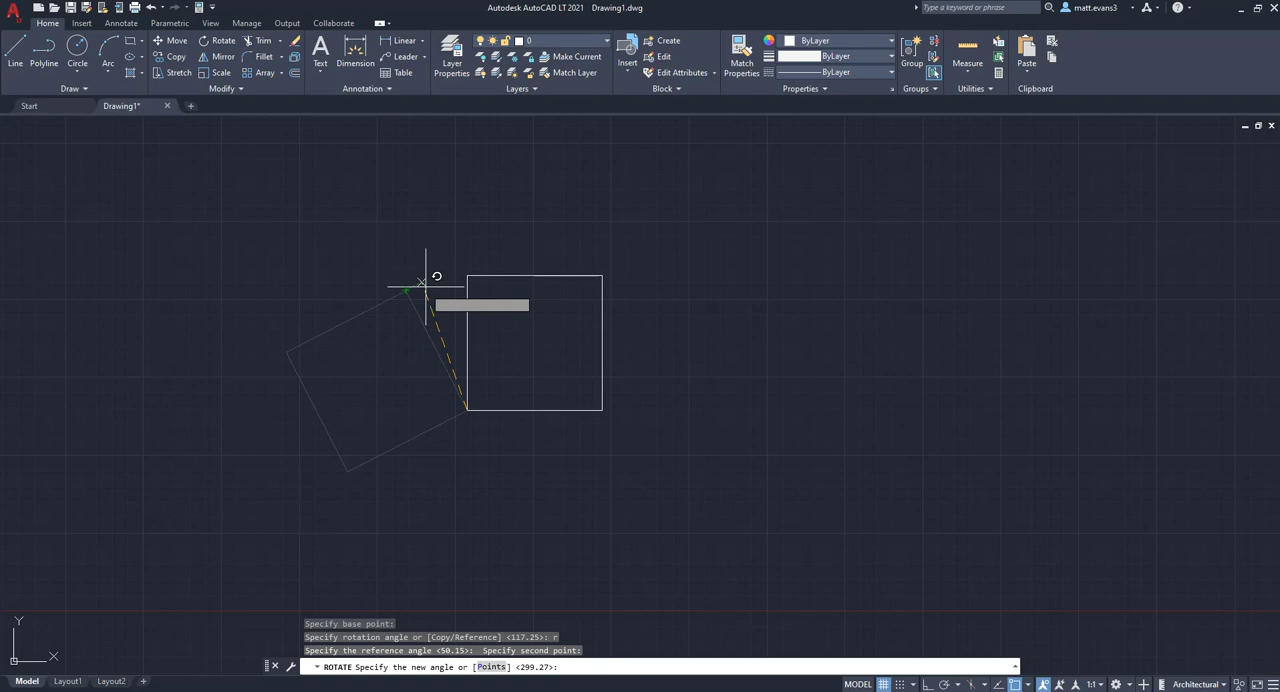 Autodesk AutoCAD LT 2021 Drawing1.dwg
Type a keyword or phrase
matt.evans3
Home Insert Annotate Parametric View Manage Output Collaborate
Line Polyline Circle Arc
Move Rotate Trim
Copy Mirror Fillet
Stretch Scale Array
Text Dimension
Linear
Leader
Table
Layer Properties
0
Make Current
Match Layer
Insert
Create
Edit
Edit Attributes
Match Properties
ByLayer
ByLayer
ByLayer
Group
Measure
Paste
Draw Modify Annotation Layers Block Properties Groups Utilities Clipboard
Start Drawing1*
Specify base point:
Specify rotation angle or [Copy/Reference] <117.25>: r
Specify the reference angle <50.15>: Specify second point:
ROTATE Specify the new angle or [Points] <299.27>:
Y
X
Model Layout1 Layout2
MODEL 1:1 Architectural